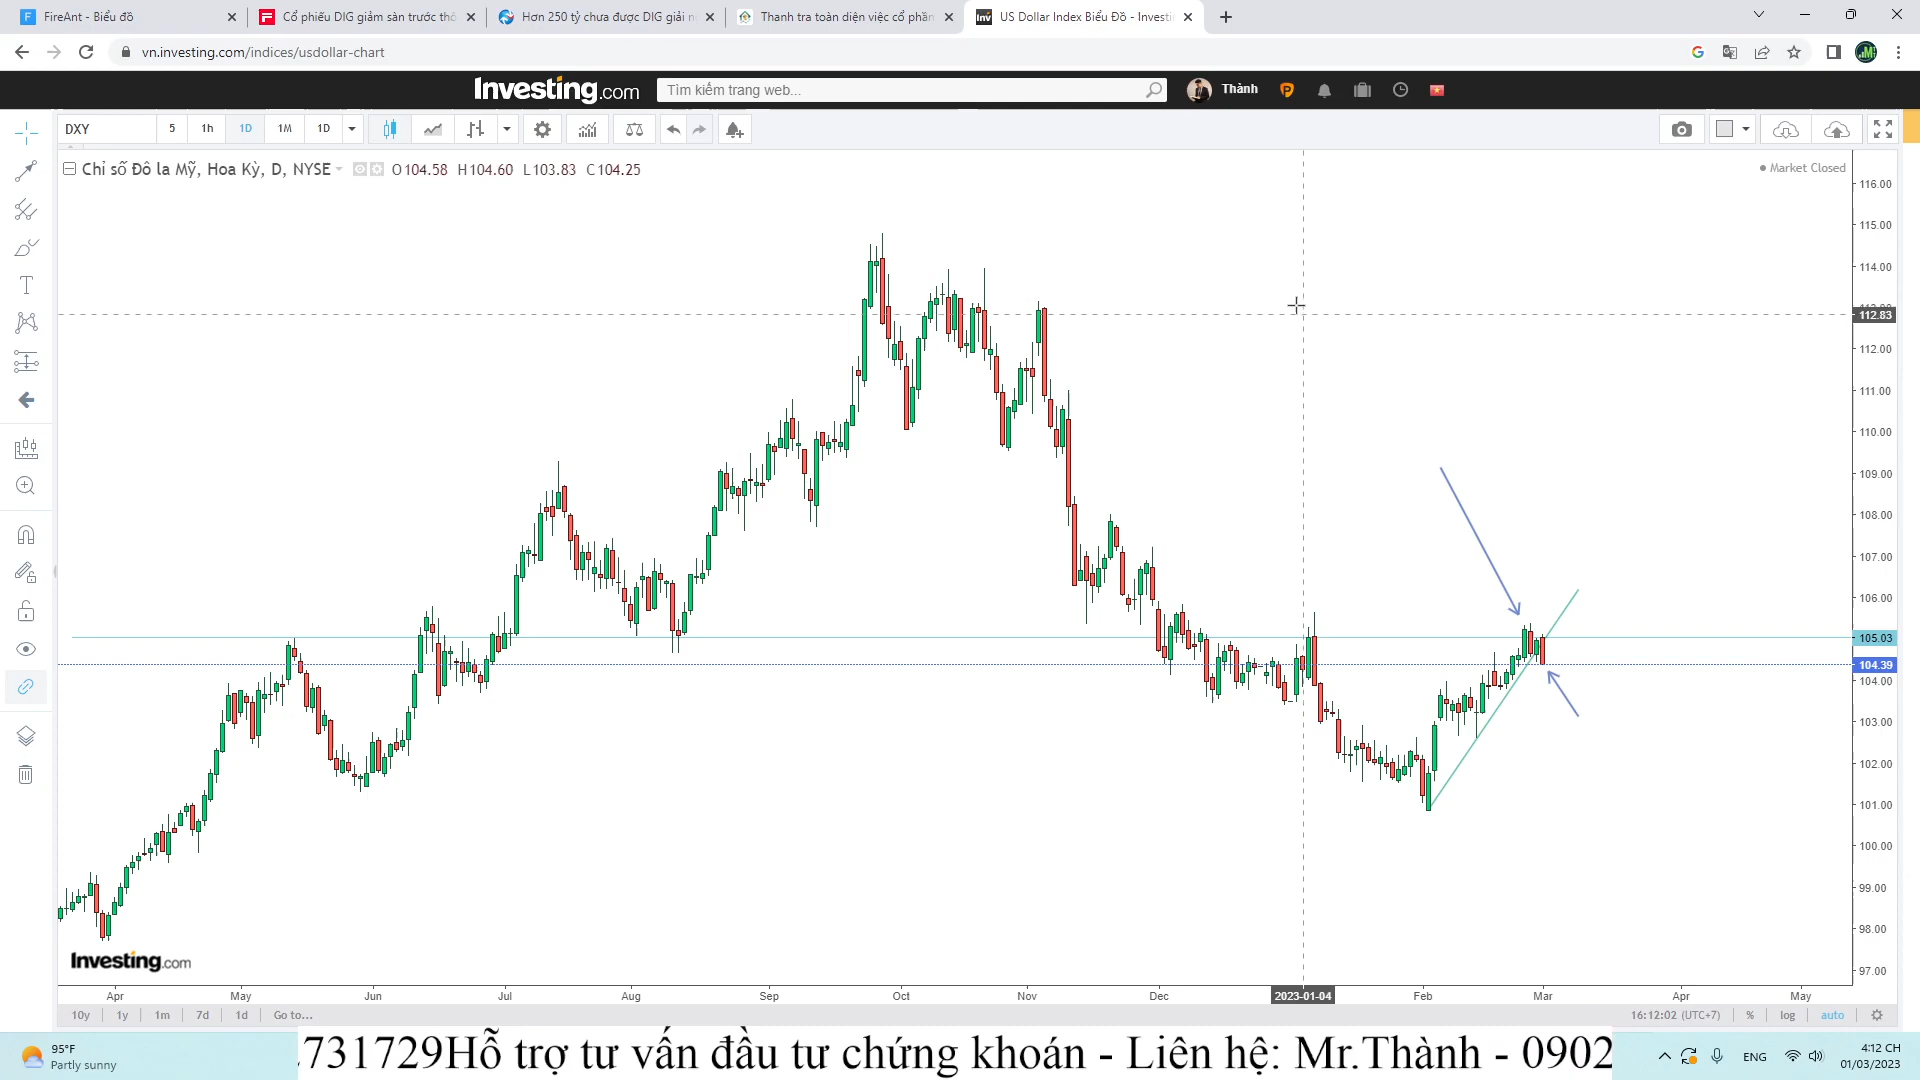 FireAnt - Biểu đồ
Cổ phiếu DIG giảm sàn trước thô
Hơn 250 tỷ chưa được DIG giải n
Thanh tra toàn diện việc cổ phần
US Dollar Index Biểu Đồ - Investi
vn.investing.com/indices/usdollar-chart
Investing.com
Tìm kiếm trang web...
Thành
DXY
5
1h
1D
1M
1D
Chỉ số Đô la Mỹ, Hoa Kỳ, D, NYSE
O104.58 H104.60 L103.83 C104.25
Market Closed
116.00
115.00
114.00
112.83
112.00
111.00
110.00
109.00
108.00
107.00
106.00
105.03
104.39
104.00
103.00
102.00
101.00
100.00
99.00
98.00
97.00
Investing.com
Apr May Jun Jul Aug Sep Oct Nov Dec 2023-01-04 Feb Mar Apr May
10y 1y 1m 7d 1d Go to...
16:12:02 (UTC+7) % log auto
95°F
Partly sunny
731729Hỗ trợ tư vấn đầu tư chứng khoán - Liên hệ: Mr.Thành - 0902
ENG
4:12 CH
01/03/2023